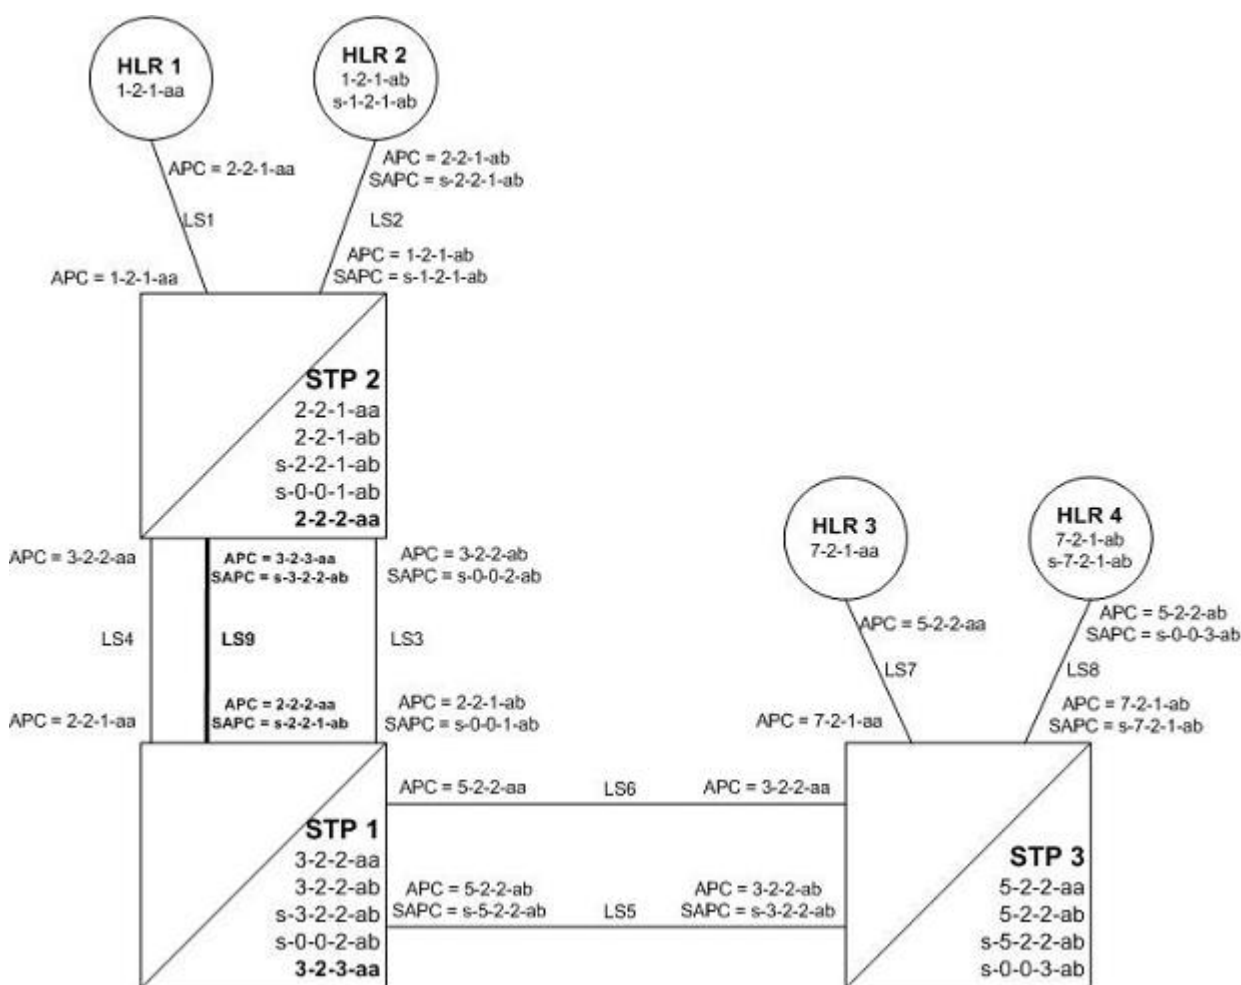 HLR 1
1-2-1-aa
HLR 2
1-2-1-ab
s-1-2-1-ab
APC = 2-2-1-aa
APC = 2-2-1-ab
SAPC = s-2-2-1-ab
LS1
LS2
APC = 1-2-1-aa
APC = 1-2-1-ab
SAPC = s-1-2-1-ab
STP 2
2-2-1-aa
2-2-1-ab
s-2-2-1-ab
s-0-0-1-ab
2-2-2-aa
HLR 3
7-2-1-aa
HLR 4
7-2-1-ab
s-7-2-1-ab
APC = 3-2-2-aa
APC = 3-2-3-aa
SAPC = s-3-2-2-ab
APC = 3-2-2-ab
SAPC = s-0-0-2-ab
LS4
LS9
LS3
APC = 5-2-2-aa
APC = 5-2-2-ab
SAPC = s-0-0-3-ab
LS7
LS8
APC = 2-2-1-aa
APC = 2-2-2-aa
SAPC = s-2-2-1-ab
APC = 2-2-1-ab
SAPC = s-0-0-1-ab
APC = 7-2-1-aa
APC = 7-2-1-ab
SAPC = s-7-2-1-ab
APC = 5-2-2-aa
LS6
APC = 3-2-2-aa
STP 1
3-2-2-aa
3-2-2-ab
s-3-2-2-ab
s-0-0-2-ab
3-2-3-aa
APC = 5-2-2-ab
SAPC = s-5-2-2-ab
LS5
APC = 3-2-2-ab
SAPC = s-3-2-2-ab
STP 3
5-2-2-aa
5-2-2-ab
s-5-2-2-ab
s-0-0-3-ab